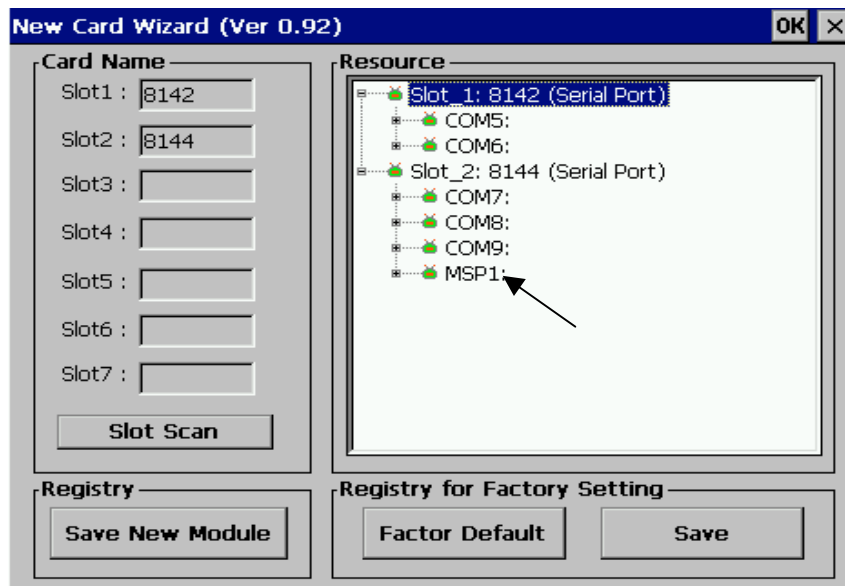 New Card Wizard (Ver 0.92)
OK
Card Name
Slot1 : 8142
Slot2 : 8144
Slot3 :
Slot4 :
Slot5 :
Slot6 :
Slot7 :
Slot Scan
Resource
Slot_1: 8142 (Serial Port)
COM5:
COM6:
Slot_2: 8144 (Serial Port)
COM7:
COM8:
COM9:
MSP1:
Registry
Save New Module
Registry for Factory Setting
Factor Default
Save